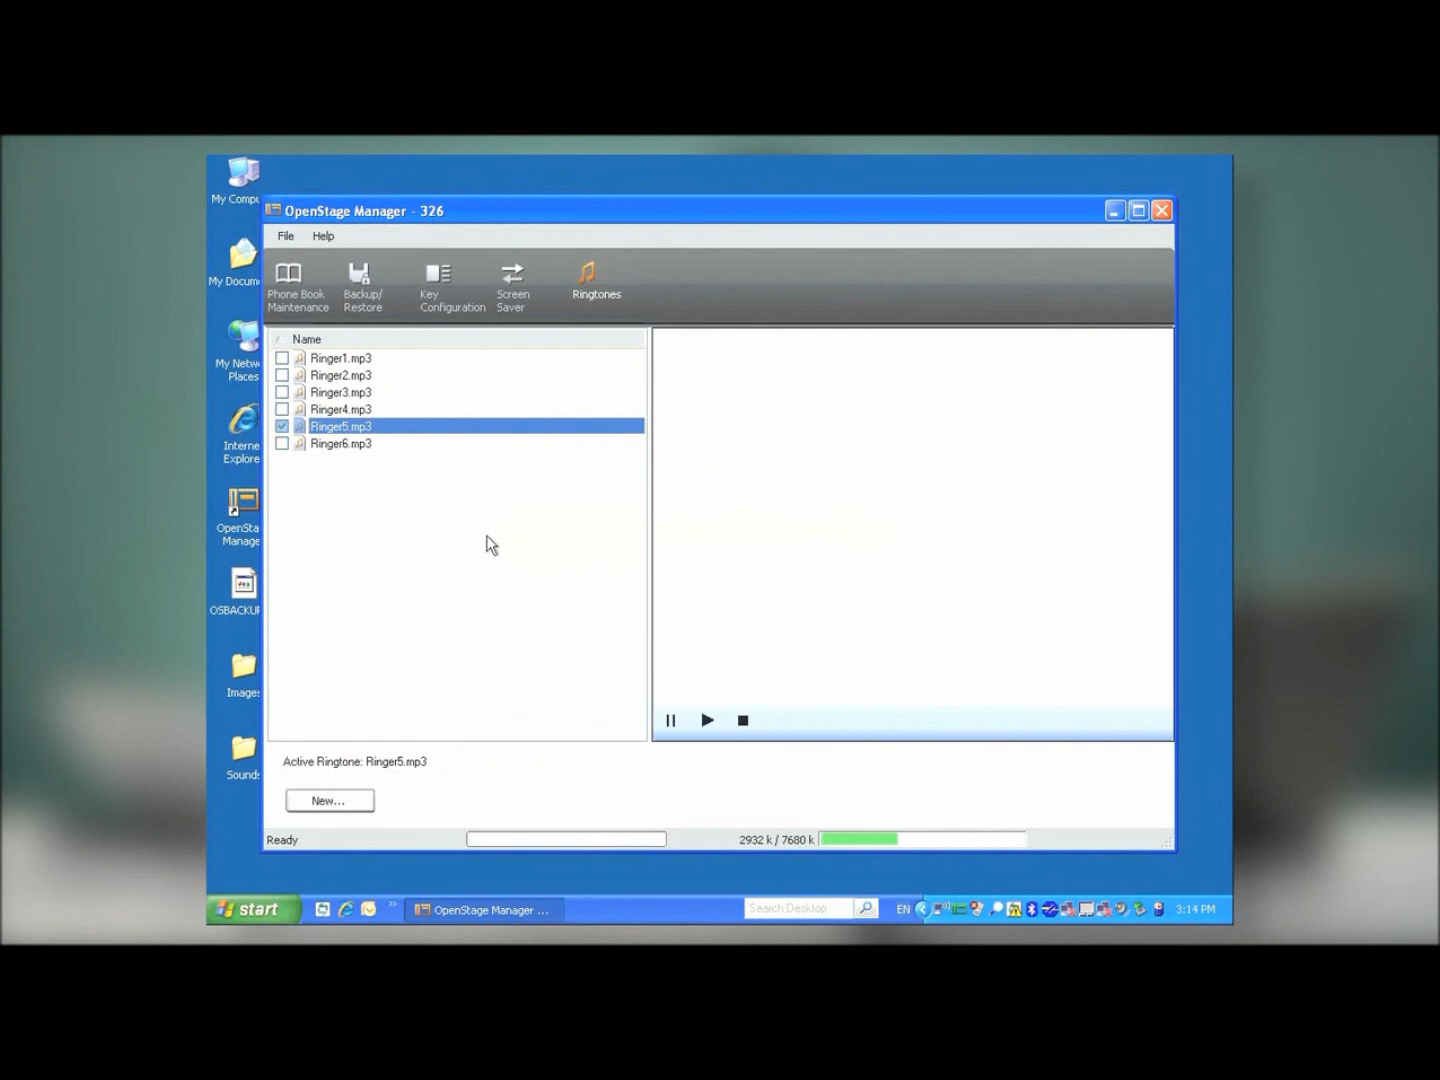 My Compu
OpenStage Manager - 326
File Help
My Docum
Phone Book Maintenance
Backup/ Restore
Key Configuration
Screen Saver
Ringtones
Name
Ringer1.mp3
Ringer2.mp3
Ringer3.mp3
Ringer4.mp3
Ringer5.mp3
Ringer6.mp3
My Netw
Places
Interne
Explore
OpenSta
Manage
OSBACKUP
Images
Sounds
Active Ringtone: Ringer5.mp3
New...
Ready
2932 k / 7680 k
start
OpenStage Manager ...
Search Desktop
EN
3:14 PM